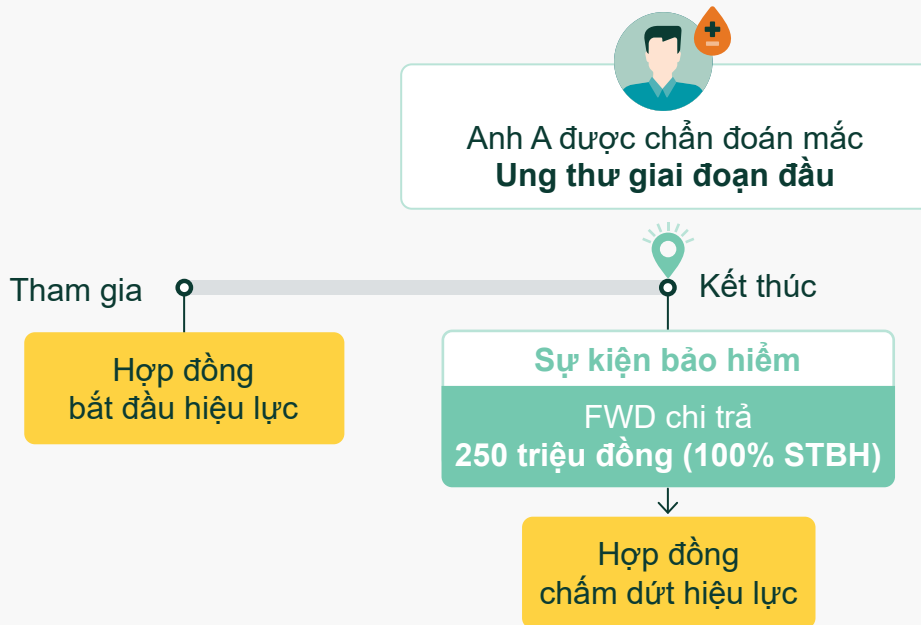 Anh A được chẩn đoán mắc
Ung thư giai đoạn đầu
Tham gia
Kết thúc
Hợp đồng
bắt đầu hiệu lực
Sự kiện bảo hiểm
FWD chi trả
250 triệu đồng (100% STBH)
Hợp đồng
chấm dứt hiệu lực